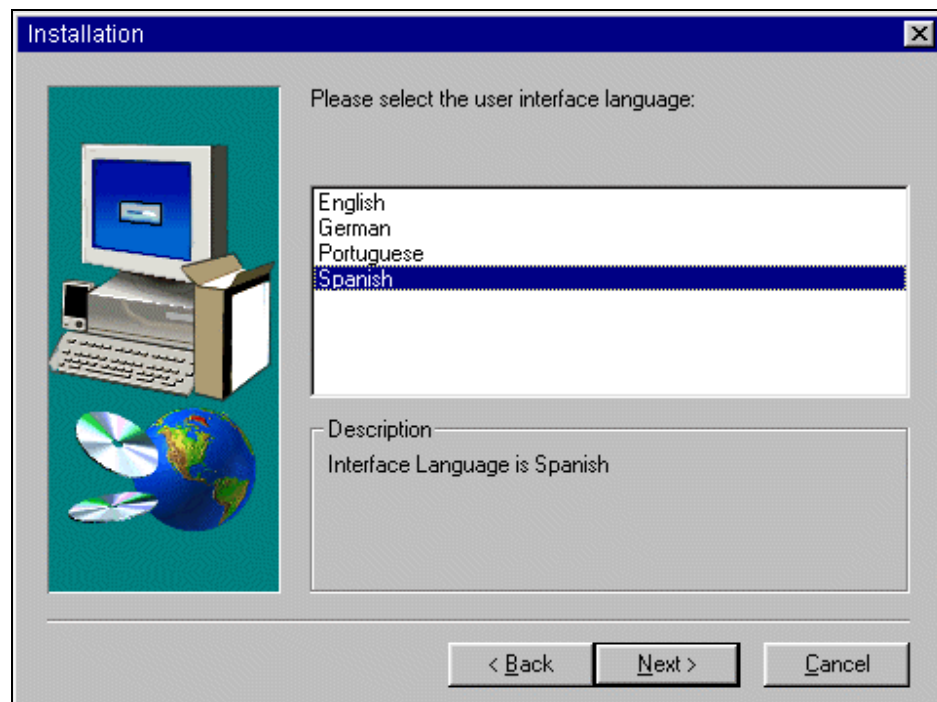 Installation
Please select the user interface language:
English
German
Portuguese
Spanish
Description
Interface Language is Spanish
< Back
Next >
Cancel